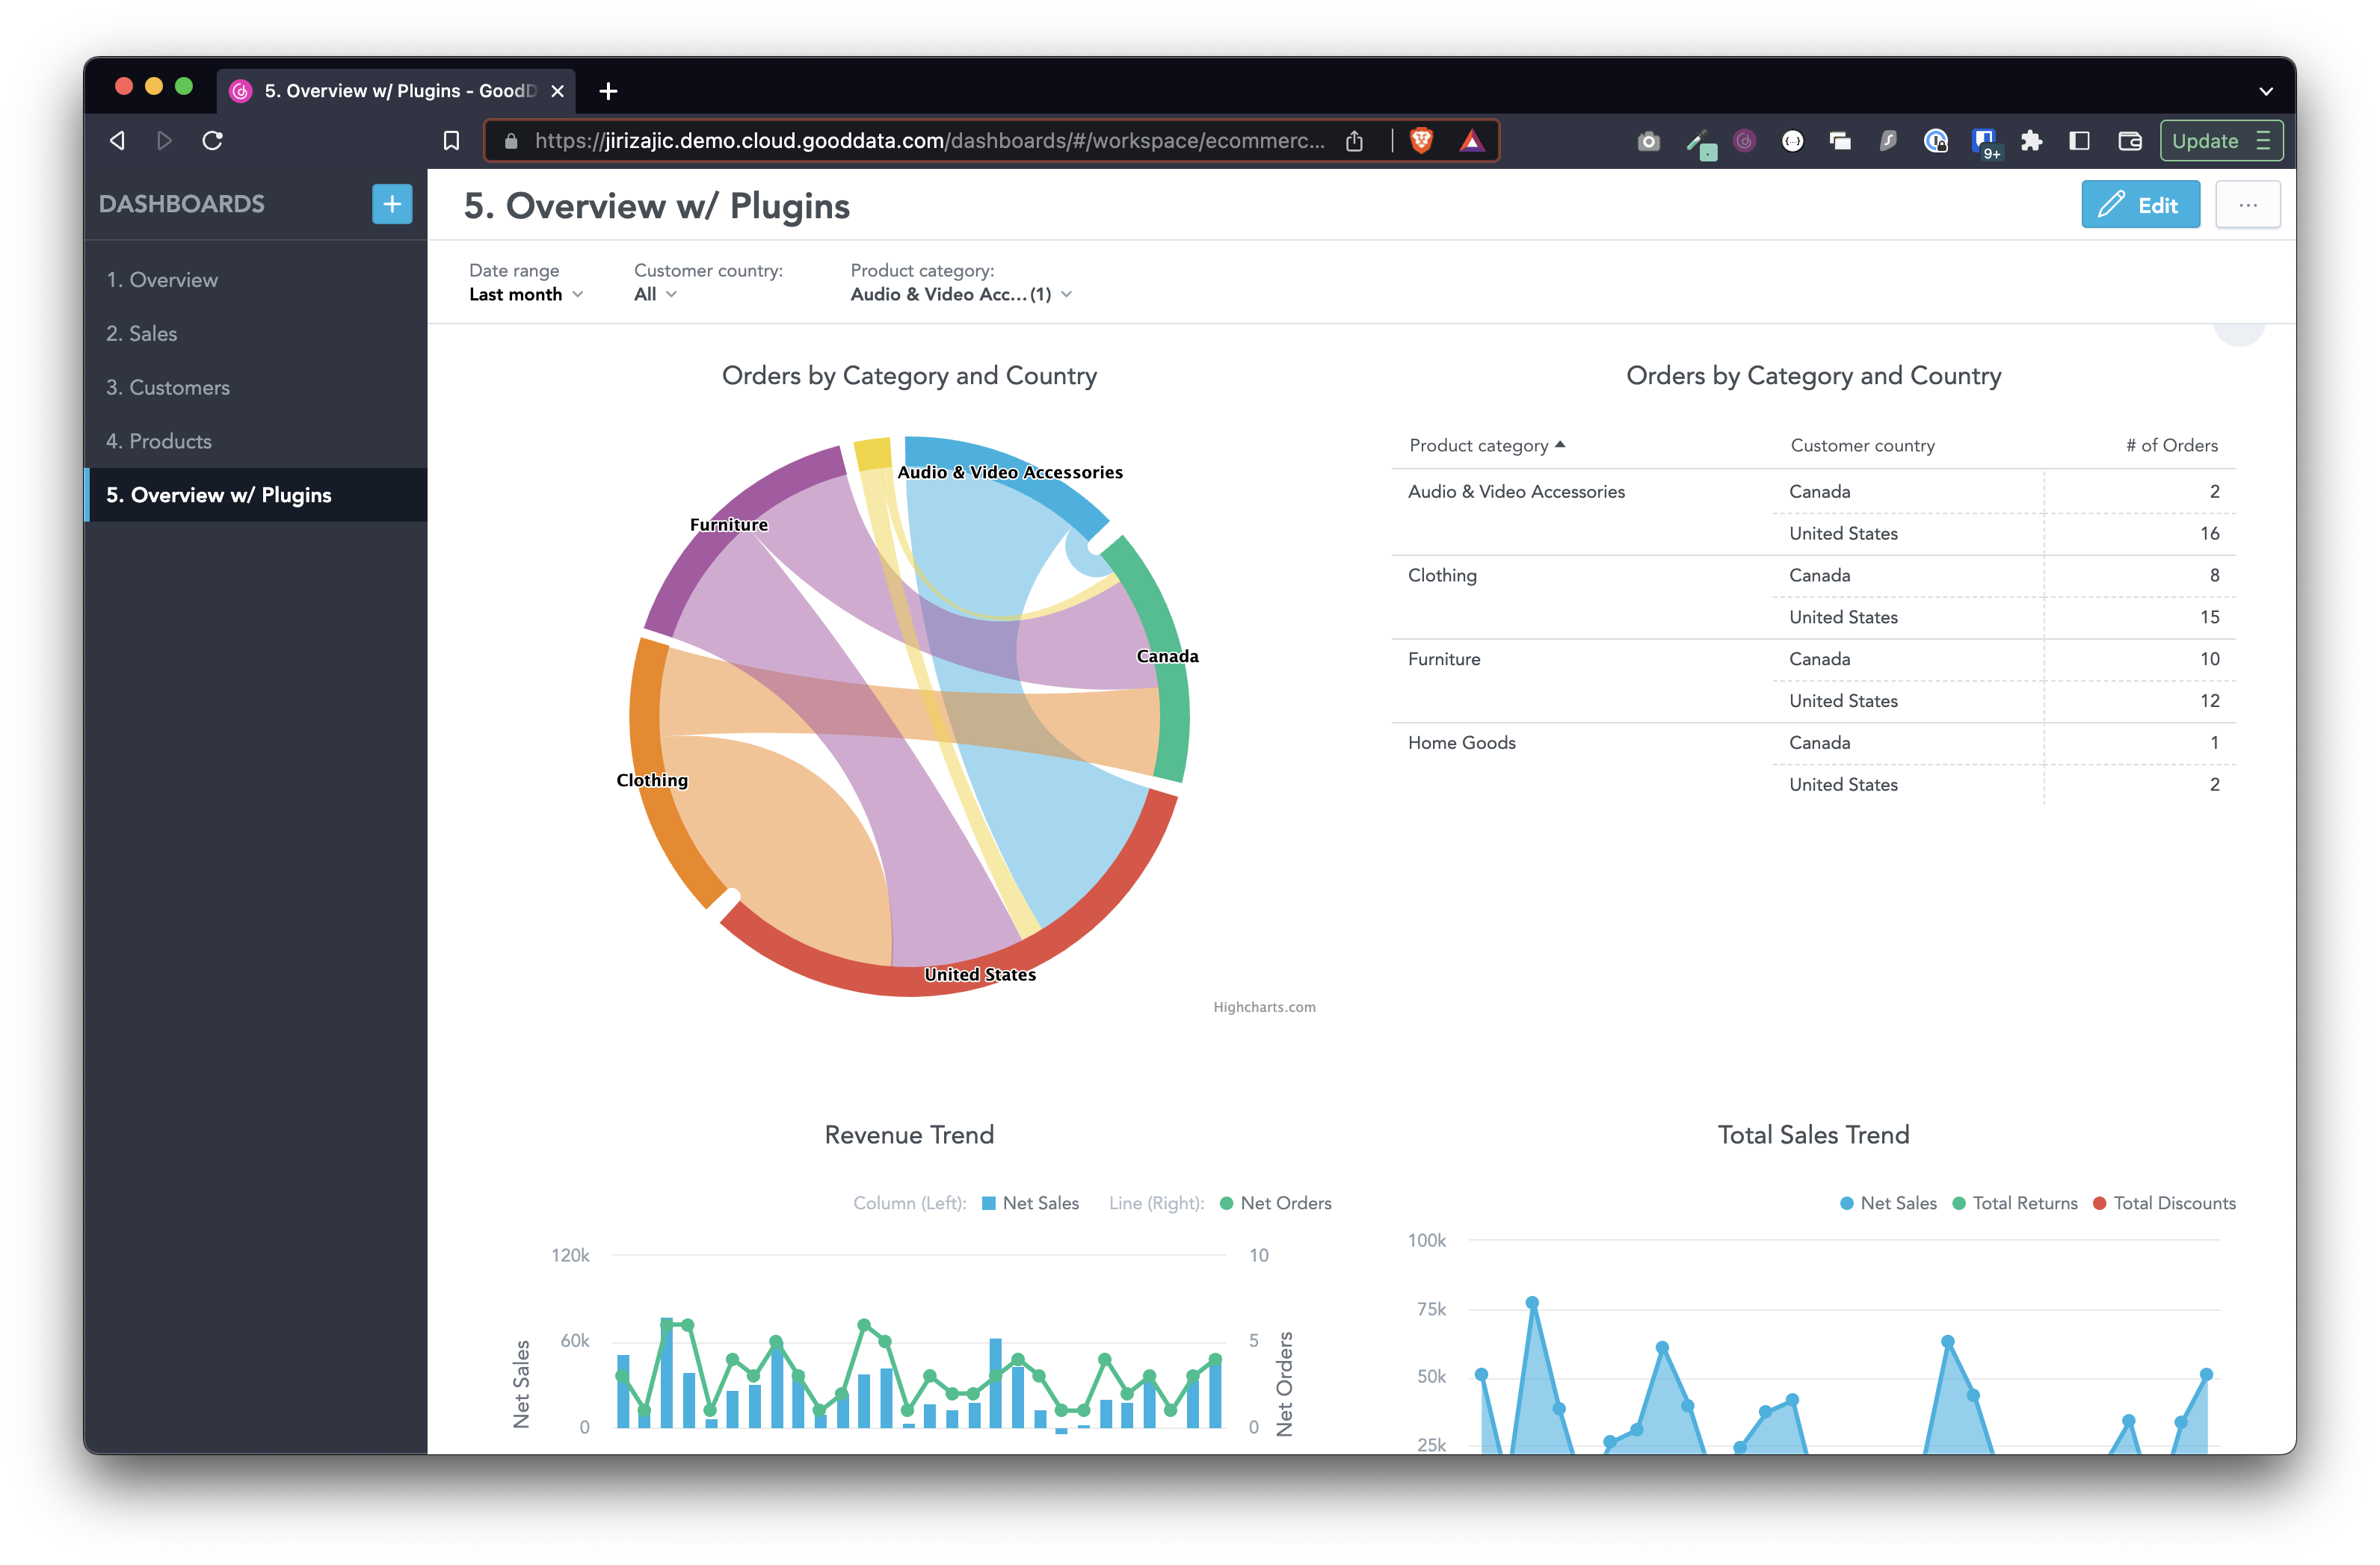 5. Overview w/ Plugins - GoodD
https://jirizajic.demo.cloud.gooddata.com/dashboards/#/workspace/ecommerc...
9+
Update
DASHBOARDS
+
1. Overview
2. Sales
3. Customers
4. Products
5. Overview w/ Plugins
5. Overview w/ Plugins
Edit
...
Date range
Last month
Customer country:
All
Product category:
Audio & Video Acc... (1)
Orders by Category and Country
Audio & Video Accessories
Furniture
Canada
Clothing
United States
Highcharts.com
Orders by Category and Country
Product category Customer country # of Orders
Audio & Video Accessories Canada 2
United States 16
Clothing Canada 8
United States 15
Furniture Canada 10
United States 12
Home Goods Canada 1
United States 2
Revenue Trend
Column (Left): Net Sales Line (Right): Net Orders
120k 10
60k 5
0 0
Net Sales
Net Orders
Total Sales Trend
Net Sales Total Returns Total Discounts
100k
75k
50k
25k